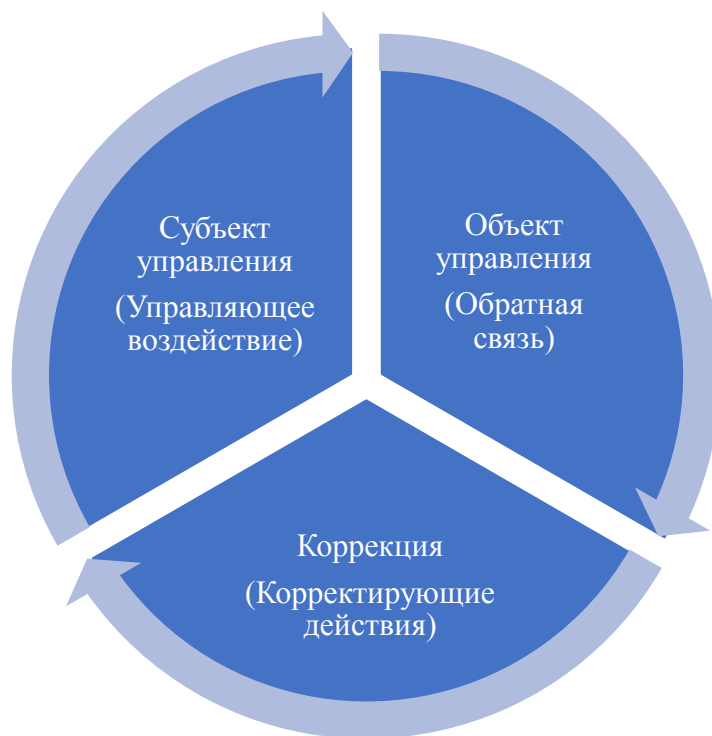 Субъект
управления
(Управляющее
воздействие)
Объект
управления
(Обратная
связь)
Коррекция
(Корректирующие
действия)